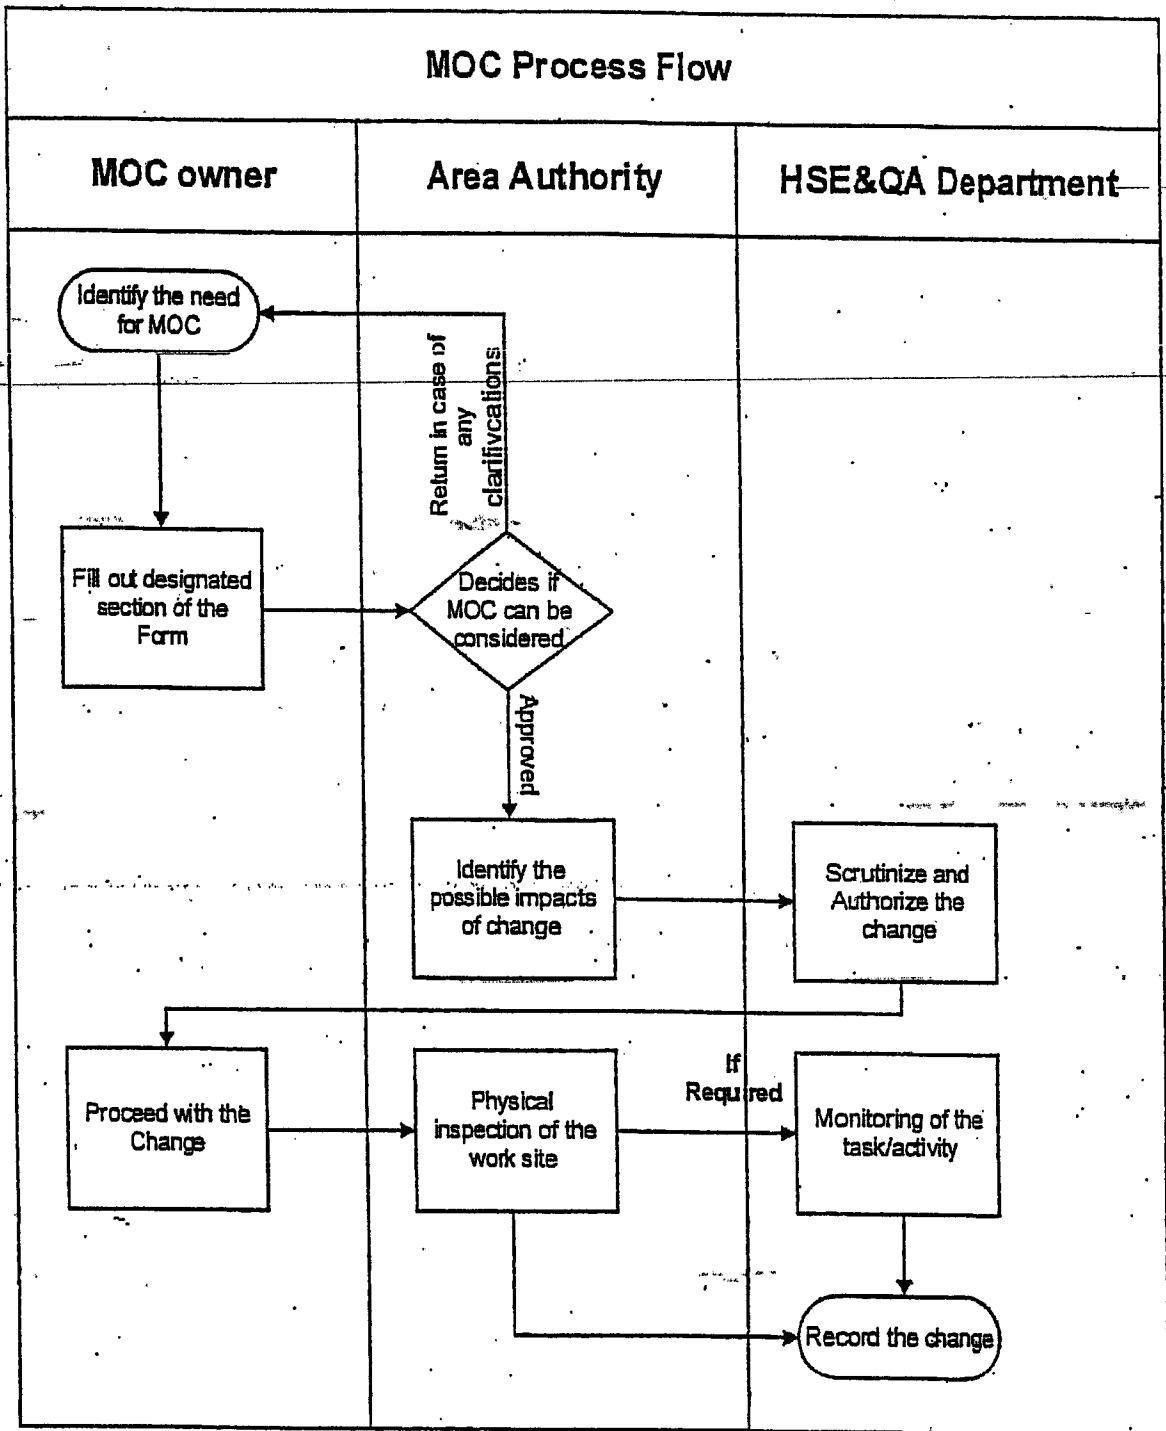 MOC Process Flow
MOC owner
Area Authority
HSE&QA Department
Identify the need
for MOC
Return in case of
any
clarifivcations
Fill out designated
section of the
Form
Decides if
MOC can be
considered
Approved
Identify the
possible impacts
of change
Scrutinize and
Authorize the
change
Proceed with the
Change
Physical
inspection of the
work site
If
Required
Monitoring of the
task/activity
Record the change